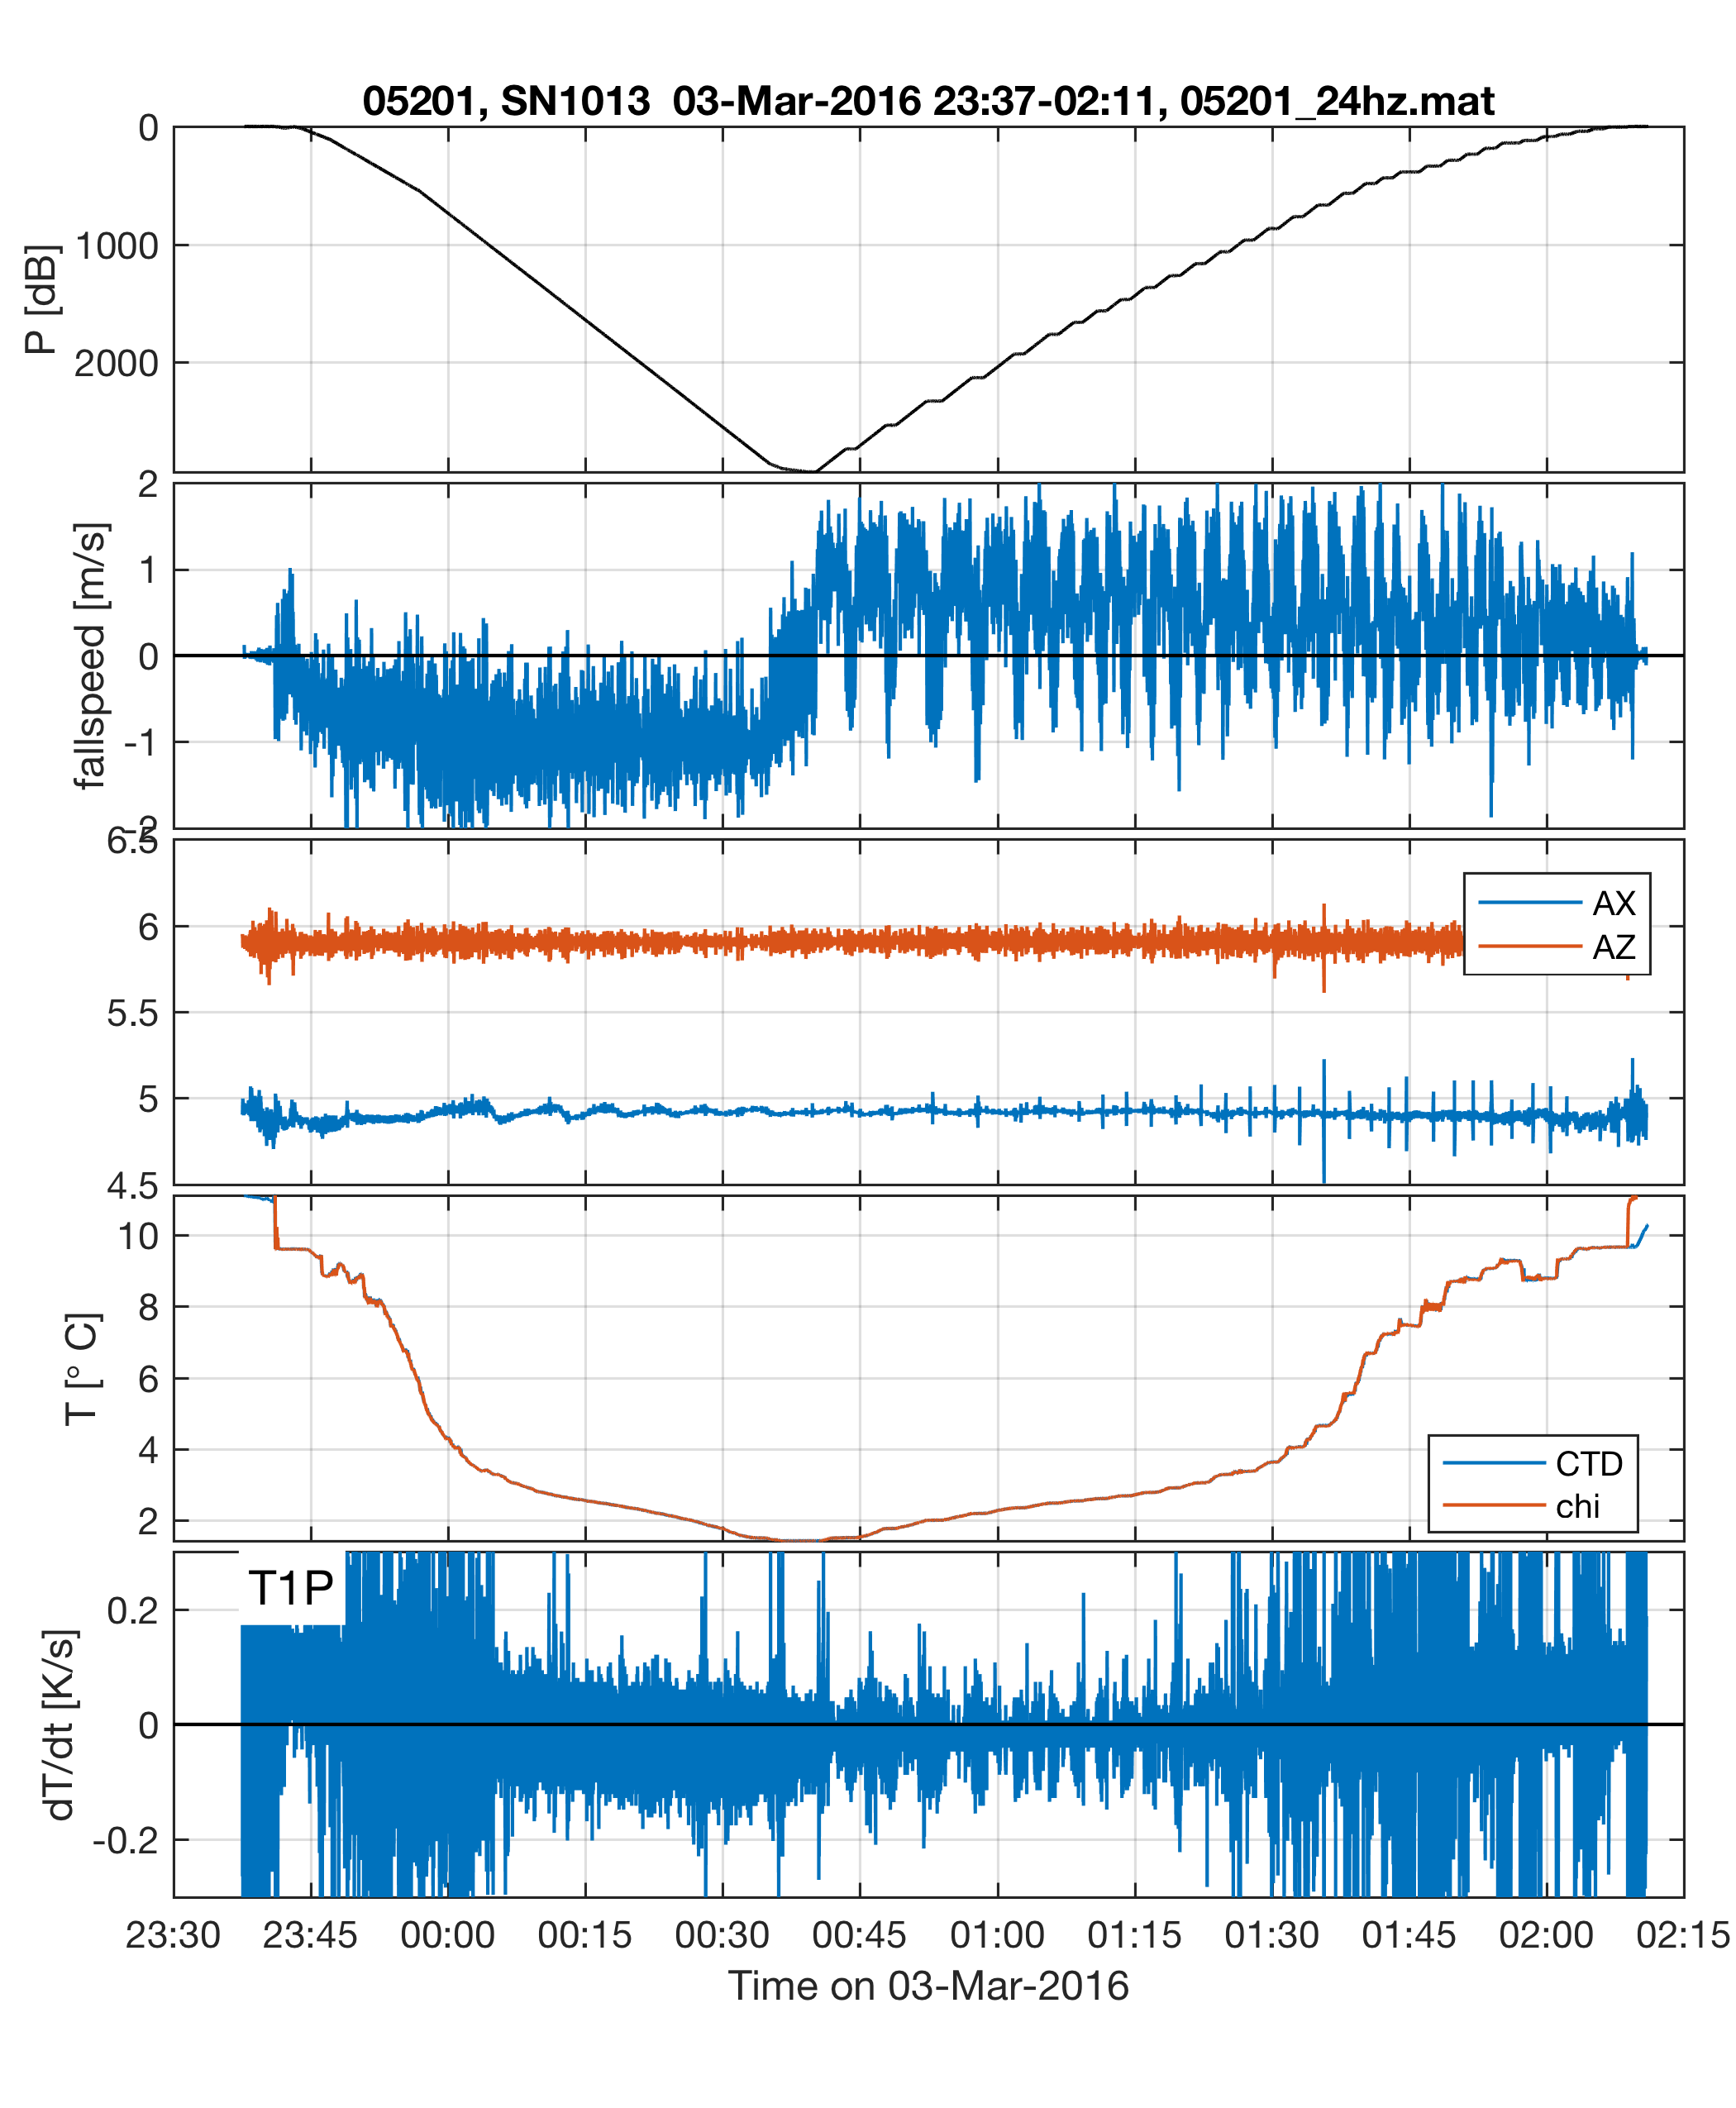 05201, SN1013  03-Mar-2016 23:37-02:11, 05201_24hz.mat
0
1000
2000
P [dB]
2
1
0
-1
-2
fallspeed [m/s]
6.5
6
5.5
5
4.5
AX
AZ
10
8
6
4
2
T [° C]
CTD
chi
T1P
0.2
0
-0.2
dT/dt [K/s]
23:30 23:45 00:00 00:15 00:30 00:45 01:00 01:15 01:30 01:45 02:00 02:15
Time on 03-Mar-2016